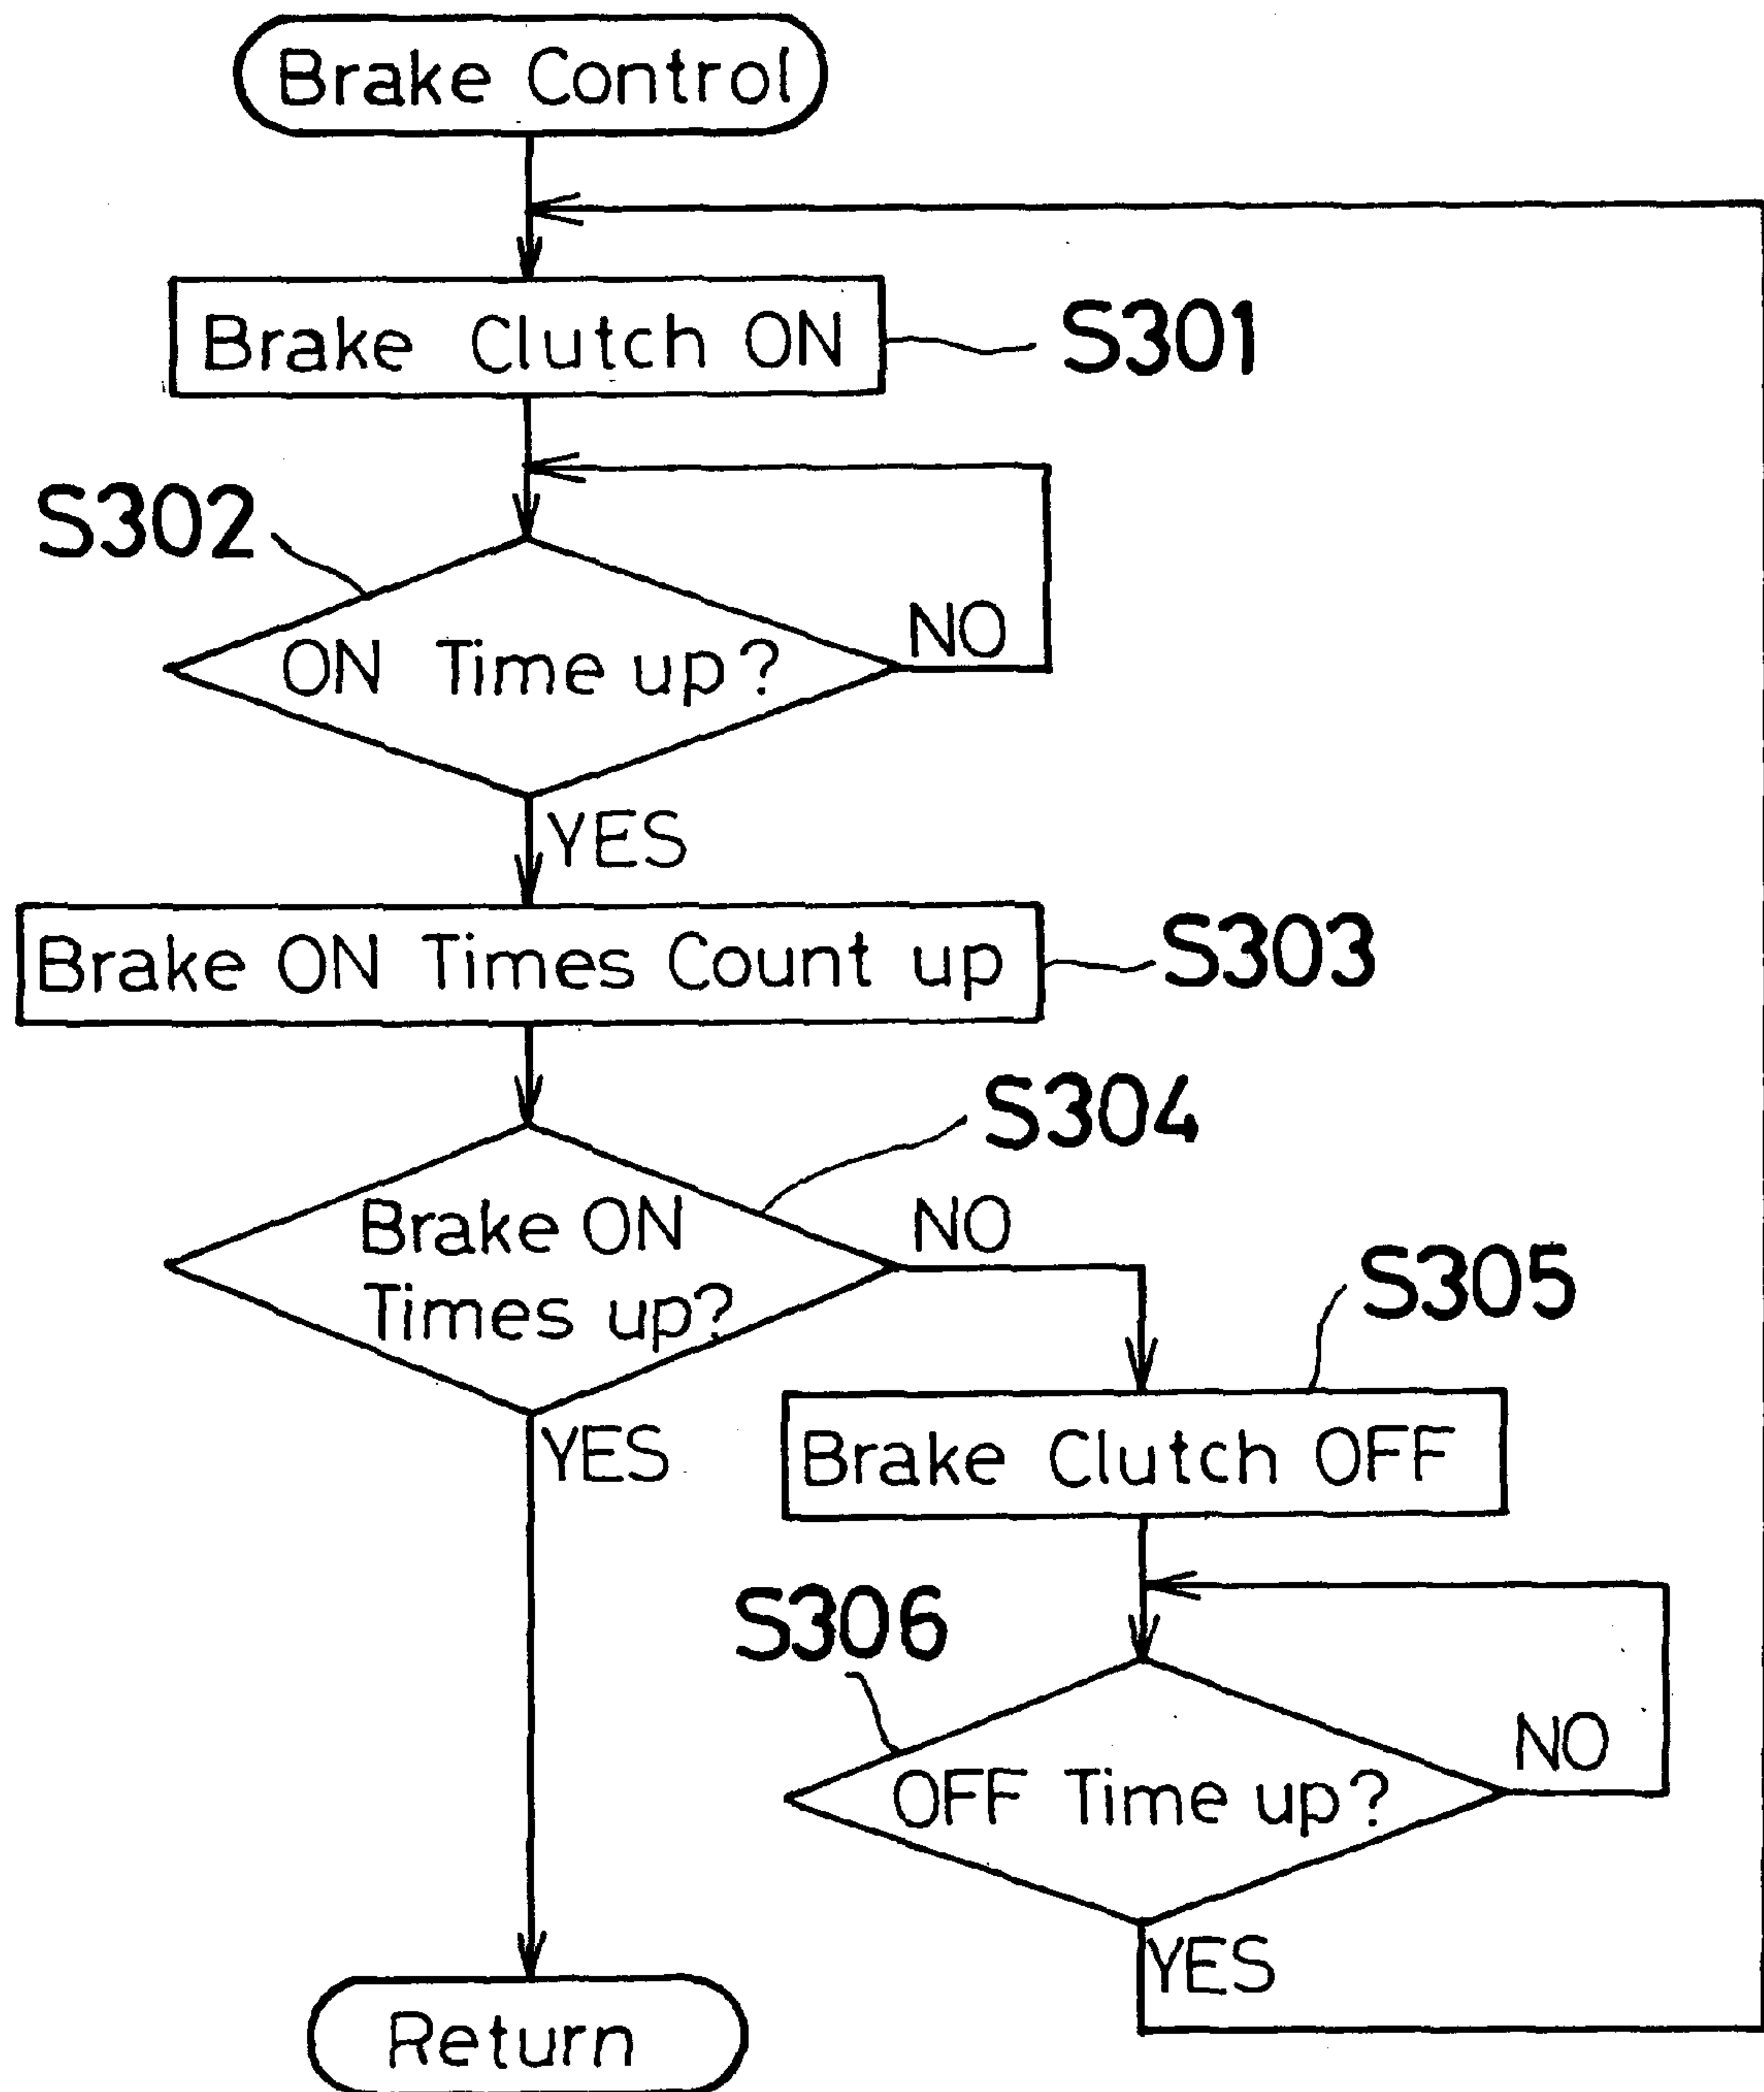 Brake Control
Brake Clutch ON
S301
S302
ON Time up?
NO
YES
Brake ON Times Count up
S303
S304
Brake ON
Times up?
NO
YES
S305
Brake Clutch OFF
S306
OFF Time up?
NO
YES
Return